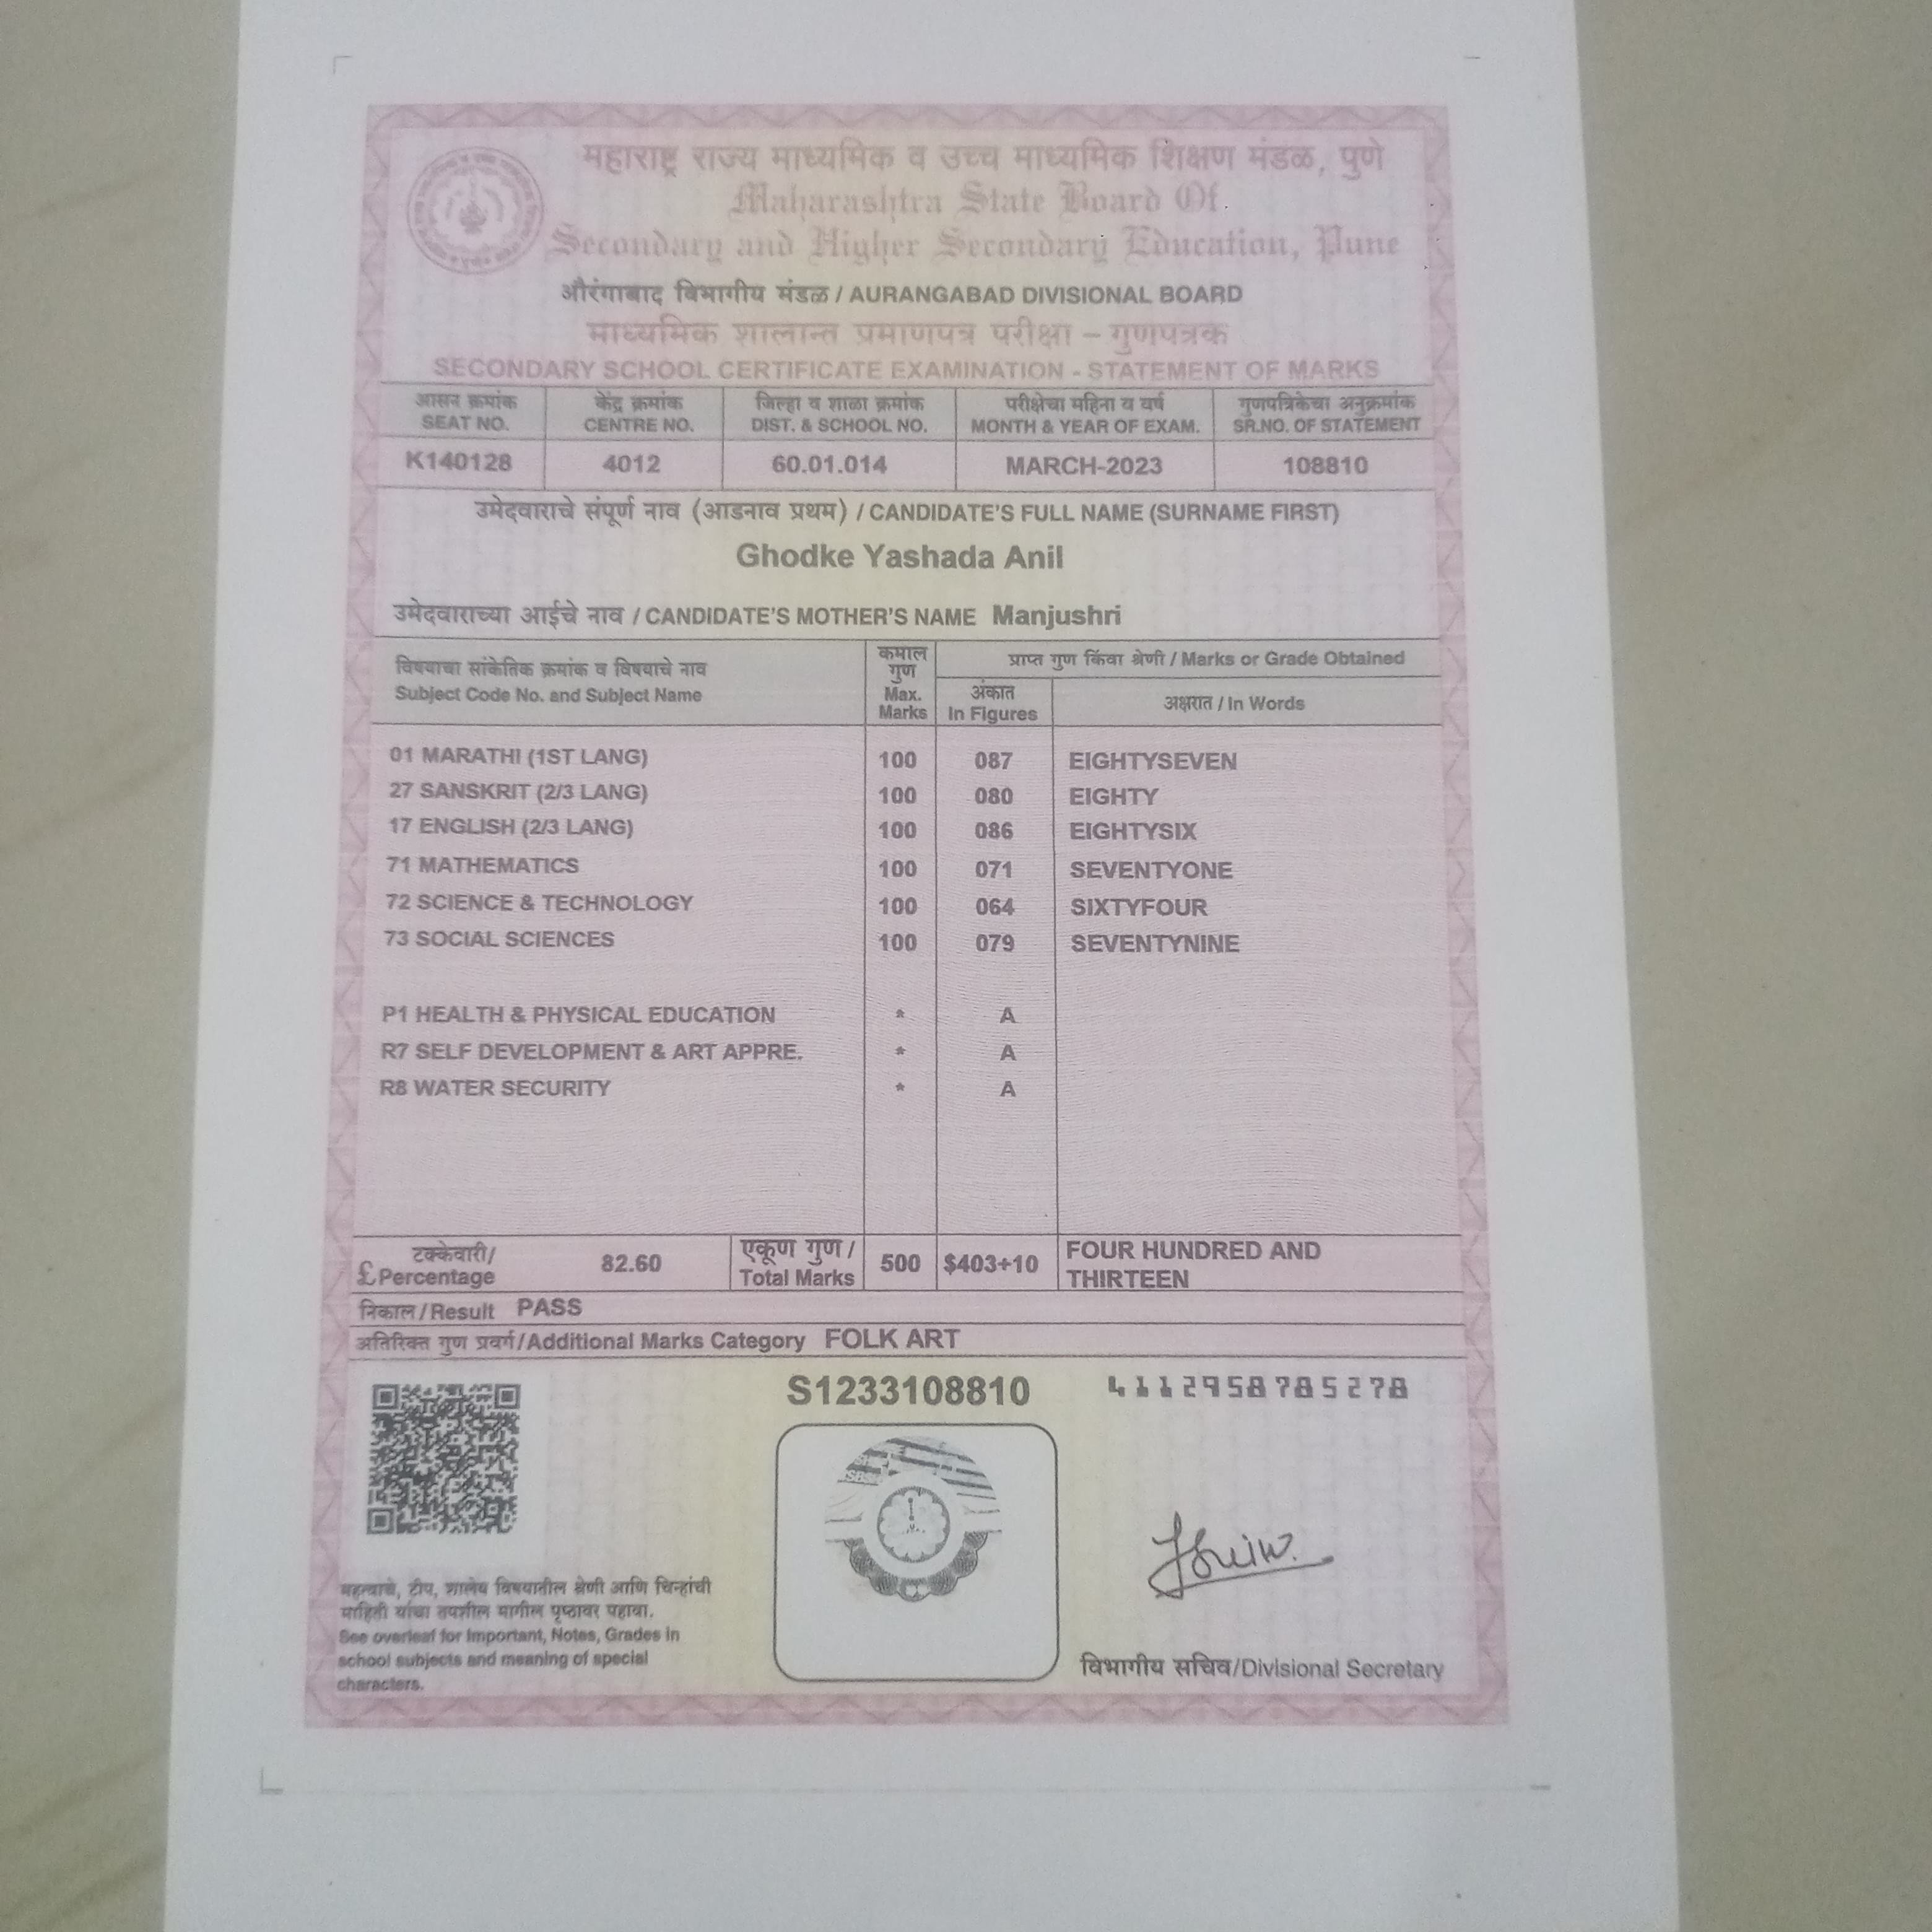 महाराष्ट्र राज्य माध्यमिक व उच्च माध्यमिक शिक्षण मंडळ, पुणे
Maharashtra State Board Of
Secondary and Higher Secondary Education, Pune
औरंगाबाद विभागीय मंडळ / AURANGABAD DIVISIONAL BOARD
माध्यमिक शालान्त प्रमाणपत्र परीक्षा – गुणपत्रक
SECONDARY SCHOOL CERTIFICATE EXAMINATION - STATEMENT OF MARKS
आसन क्रमांक केंद्र क्रमांक जिल्हा व शाळा क्रमांक परीक्षेचा महिना व वर्ष गुणपत्रिकेचा अनुक्रमांक
SEAT NO. CENTRE NO. DIST. & SCHOOL NO. MONTH & YEAR OF EXAM. SR.NO. OF STATEMENT
K140128 4012 60.01.014 MARCH-2023 108810
उमेदवाराचे संपूर्ण नाव (आडनाव प्रथम) / CANDIDATE'S FULL NAME (SURNAME FIRST)
Ghodke Yashada Anil
उमेदवाराच्या आईचे नाव / CANDIDATE'S MOTHER'S NAME Manjushri
विषयाचा सांकेतिक क्रमांक व विषयाचे नाव
Subject Code No. and Subject Name
कमाल
गुण
Max.
Marks
प्राप्त गुण किंवा श्रेणी / Marks or Grade Obtained
अंकात
In Figures
अक्षरात / In Words
01 MARATHI (1ST LANG) 100 087 EIGHTYSEVEN
27 SANSKRIT (2/3 LANG) 100 080 EIGHTY
17 ENGLISH (2/3 LANG) 100 086 EIGHTYSIX
71 MATHEMATICS 100 071 SEVENTYONE
72 SCIENCE & TECHNOLOGY 100 064 SIXTYFOUR
73 SOCIAL SCIENCES 100 079 SEVENTYNINE
P1 HEALTH & PHYSICAL EDUCATION * A
R7 SELF DEVELOPMENT & ART APPRE. * A
R8 WATER SECURITY * A
टक्केवारी/
£Percentage
82.60
एकूण गुण /
Total Marks
500 $403+10
FOUR HUNDRED AND
THIRTEEN
निकाल/Result PASS
अतिरिक्त गुण प्रवर्ग/Additional Marks Category FOLK ART
S1233108810
4112958785278
महत्वाचे, टीप, शालेय विषयातील श्रेणी आणि चिन्हांची
माहिती यांचा तपशील मागील पृष्ठावर पहावा.
See overleaf for Important, Notes, Grades in
school subjects and meaning of special
characters.
विभागीय सचिव/Divisional Secretary